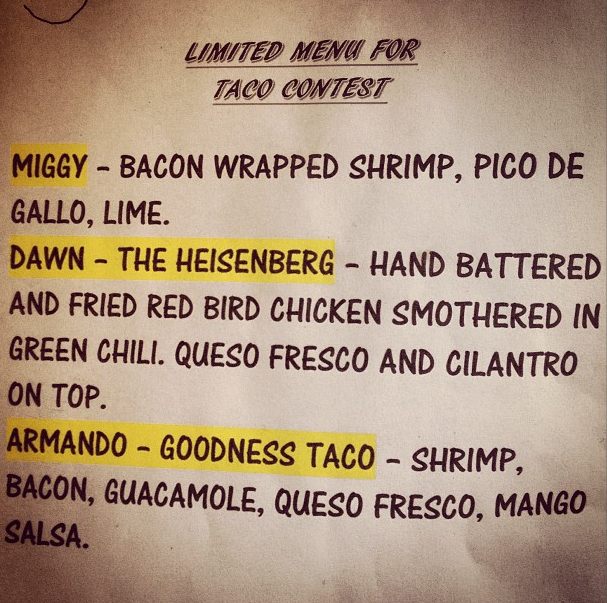 LIMITED MENU FOR
TACO CONTEST
MIGGY - BACON WRAPPED SHRIMP, PICO DE
GALLO, LIME.
DAWN - THE HEISENBERG - HAND BATTERED
AND FRIED RED BIRD CHICKEN SMOTHERED IN
GREEN CHILI. QUESO FRESCO AND CILANTRO
ON TOP.
ARMANDO - GOODNESS TACO - SHRIMP,
BACON, GUACAMOLE, QUESO FRESCO, MANGO
SALSA.